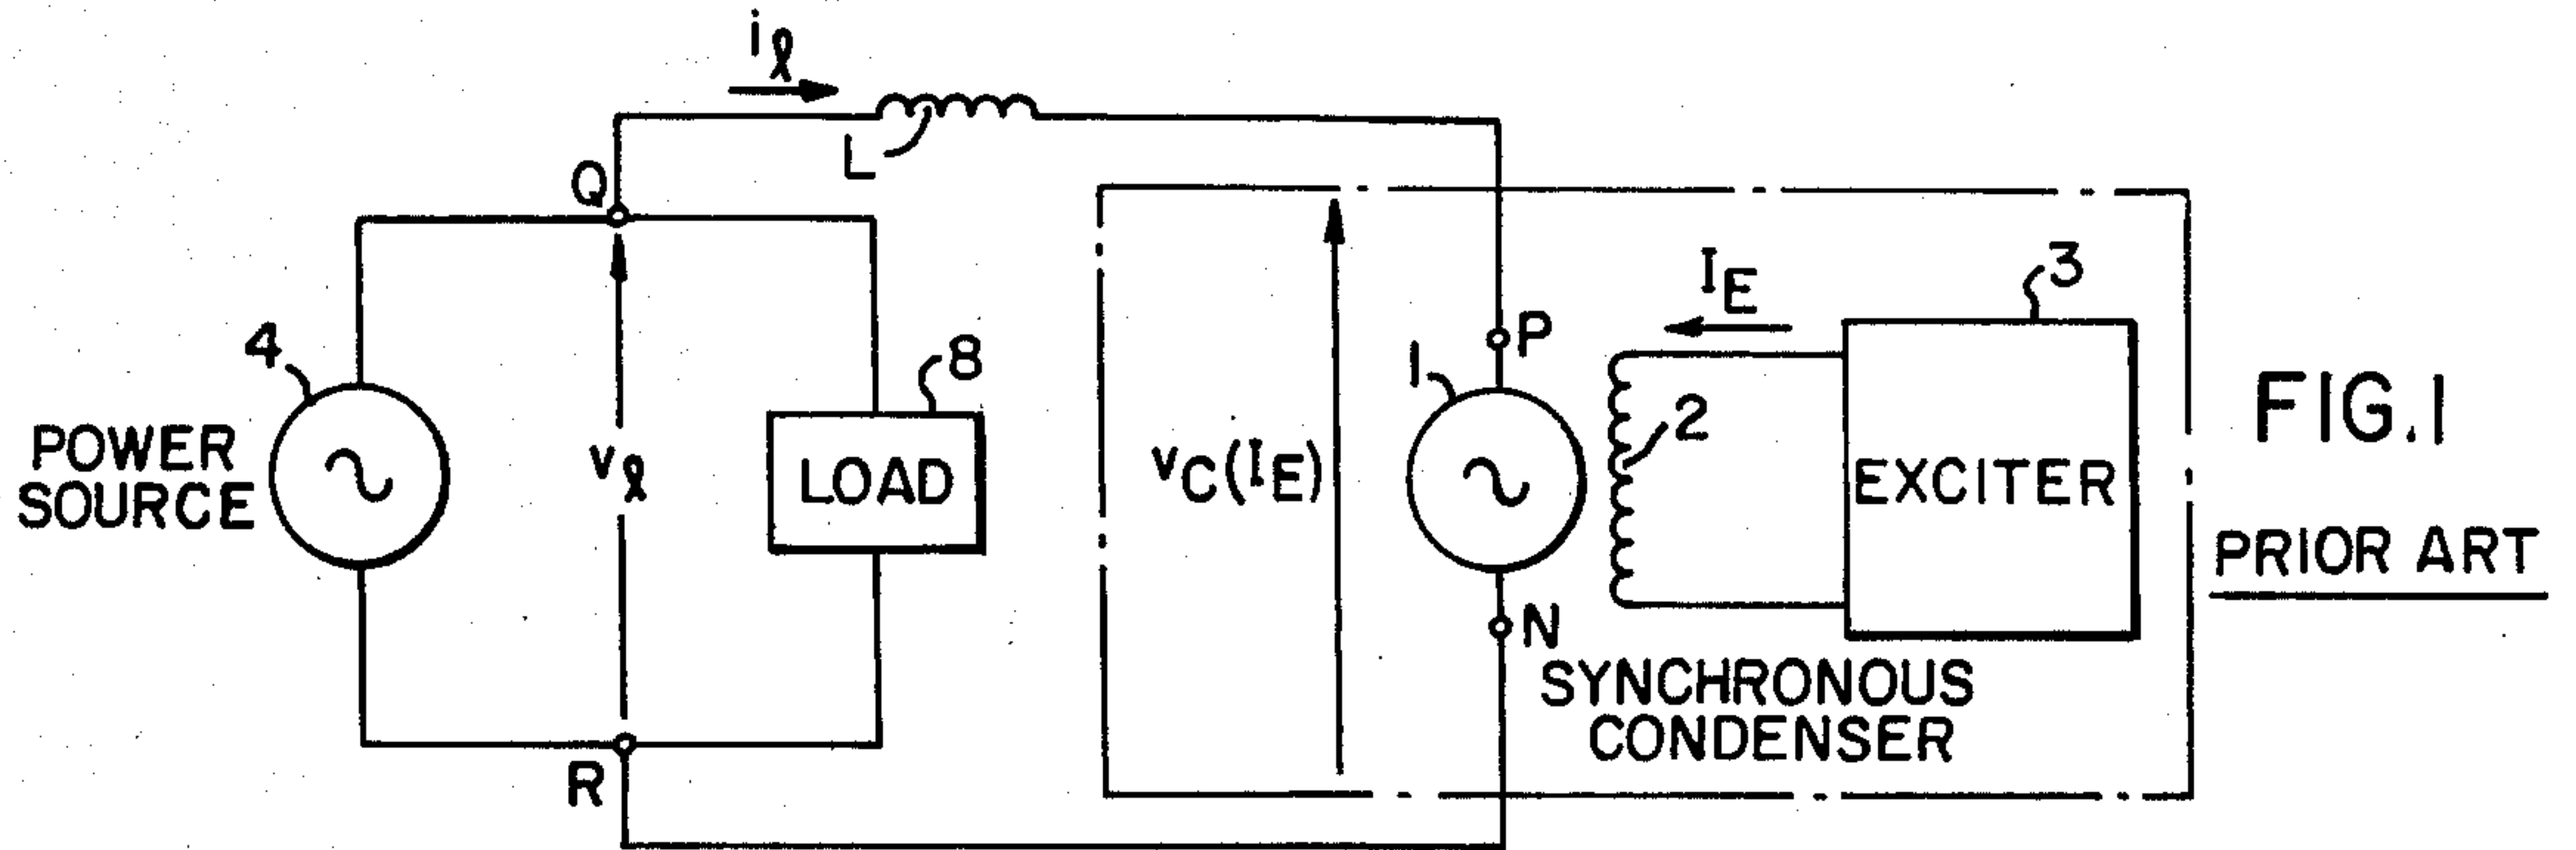 iℓ
L
Q
4
POWER
SOURCE
vℓ
8
LOAD
R
vC(IE)
P
1
N
2
IE
3
EXCITER
SYNCHRONOUS
CONDENSER
FIG.1
PRIOR ART